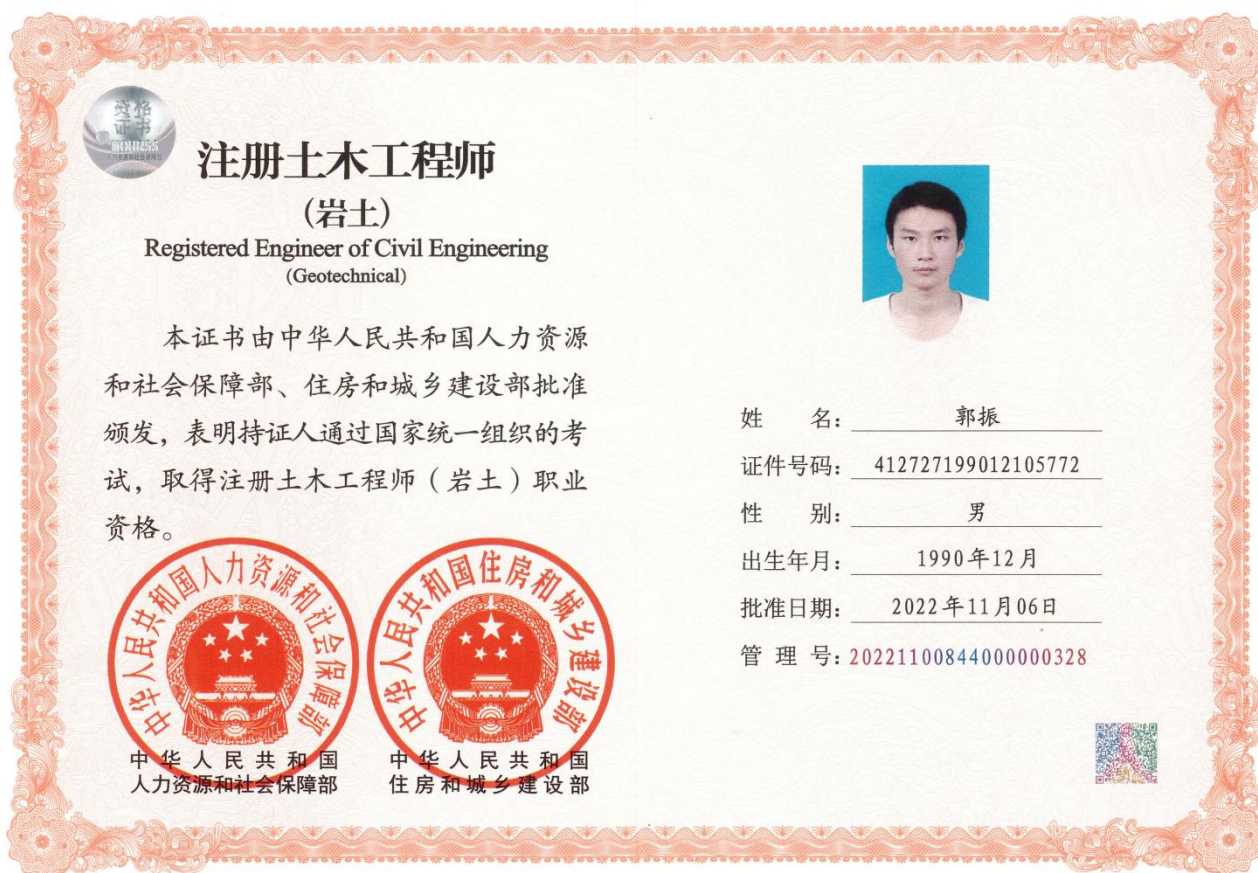 资格
证书
MOHRSS
注册土木工程师
(岩土)
Registered Engineer of Civil Engineering
(Geotechnical)
本证书由中华人民共和国人力资源
和社会保障部、住房和城乡建设部批准
颁发，表明持证人通过国家统一组织的考
试，取得注册土木工程师（岩土）职业
资格。
中华人民共和国人力资源和社会保障部
中华人民共和国住房和城乡建设部
中华人民共和国
人力资源和社会保障部
中华人民共和国
住房和城乡建设部
姓 名: 郭振
证件号码: 412727199012105772
性 别: 男
出生年月: 1990年12月
批准日期: 2022年11月06日
管 理 号: 20221100844000000328